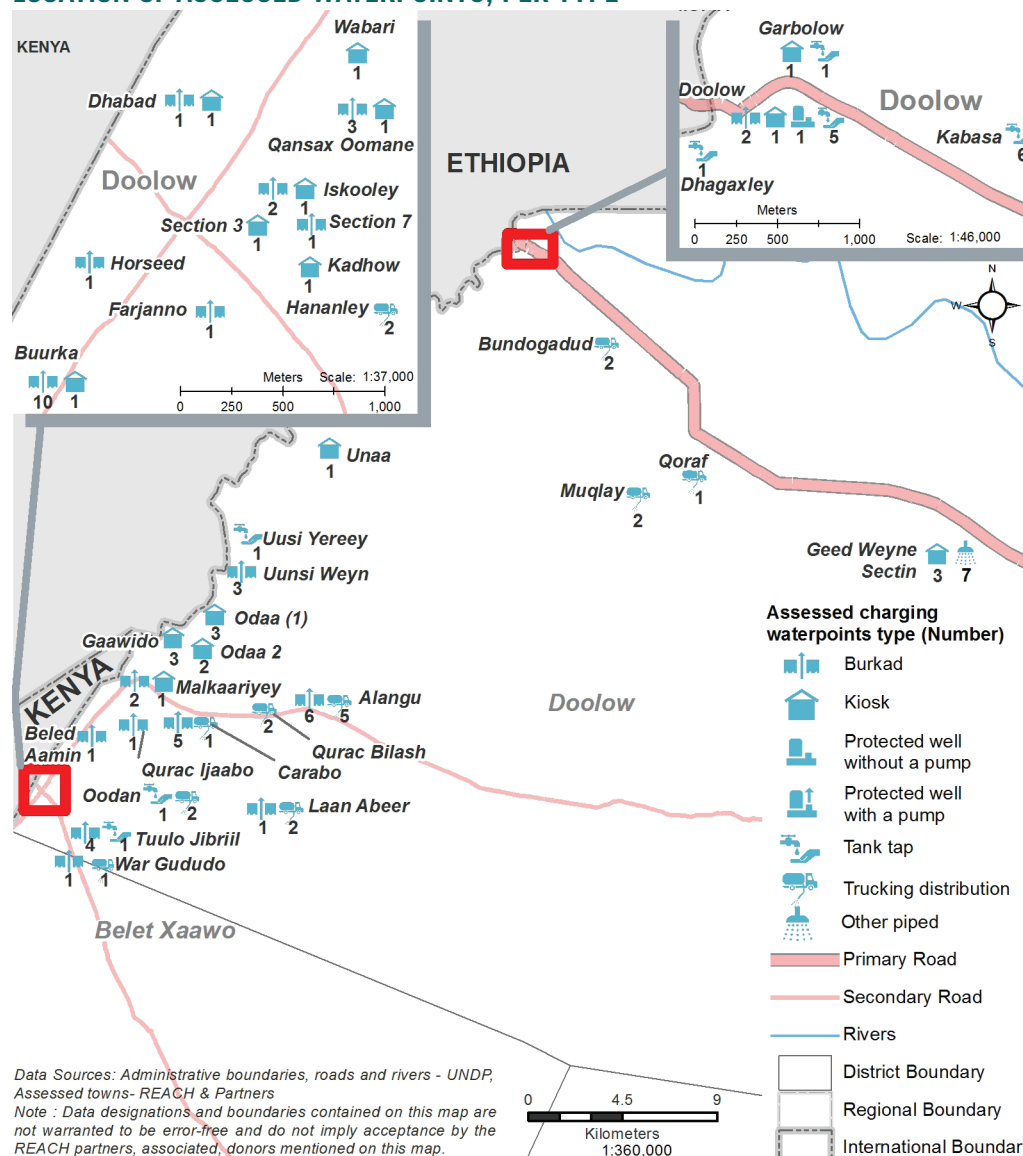 LOCATION OF ASSESSED WATERPOINTS, PER TYPE
KENYA
Wabari
1
Dhabad
1 1
3 1
Qansax Oomane
Doolow
Iskooley
2 1
Section 3
1
Section 7
1
Horseed
1
Kadhow
1
Farjanno
1
Hananley
2
Buurka
10 1
Meters Scale: 1:37,000
0 250 500 1,000
Garbolow
1 1
Doolow
2 1 1 5
Doolow
Kabasa
6
1
Dhagaxley
Meters
0 250 500 1,000
Scale: 1:46,000
ETHIOPIA
N
W
S
Bundogadud
2
Qoraf
1
Muqlay
2
Geed Weyne
Sectin
3 7
Unaa
1
Uusi Yereey
1
Uunsi Weyn
3
Odaa (1)
3
Gaawido
3
Odaa 2
2
KENYA
Malkaariyey
2 1
Alangu
6 5
Qurac Bilash
2
Beled
Aamin
1
Qurac Ijaabo
1
Carabo
5 1
Oodan
1 2
Laan Abeer
1 2
Tuulo Jibriil
4 1
War Gududo
1 1
Doolow
Belet Xaawo
Assessed charging
waterpoints type (Number)
Burkad
Kiosk
Protected well
without a pump
Protected well
with a pump
Tank tap
Trucking distribution
Other piped
Primary Road
Secondary Road
Rivers
District Boundary
Regional Boundary
International Boundar
Data Sources: Administrative boundaries, roads and rivers - UNDP,
Assessed towns- REACH & Partners
Note : Data designations and boundaries contained on this map are
not warranted to be error-free and do not imply acceptance by the
REACH partners, associated, donors mentioned on this map.
0 4.5 9
Kilometers
1:360.000